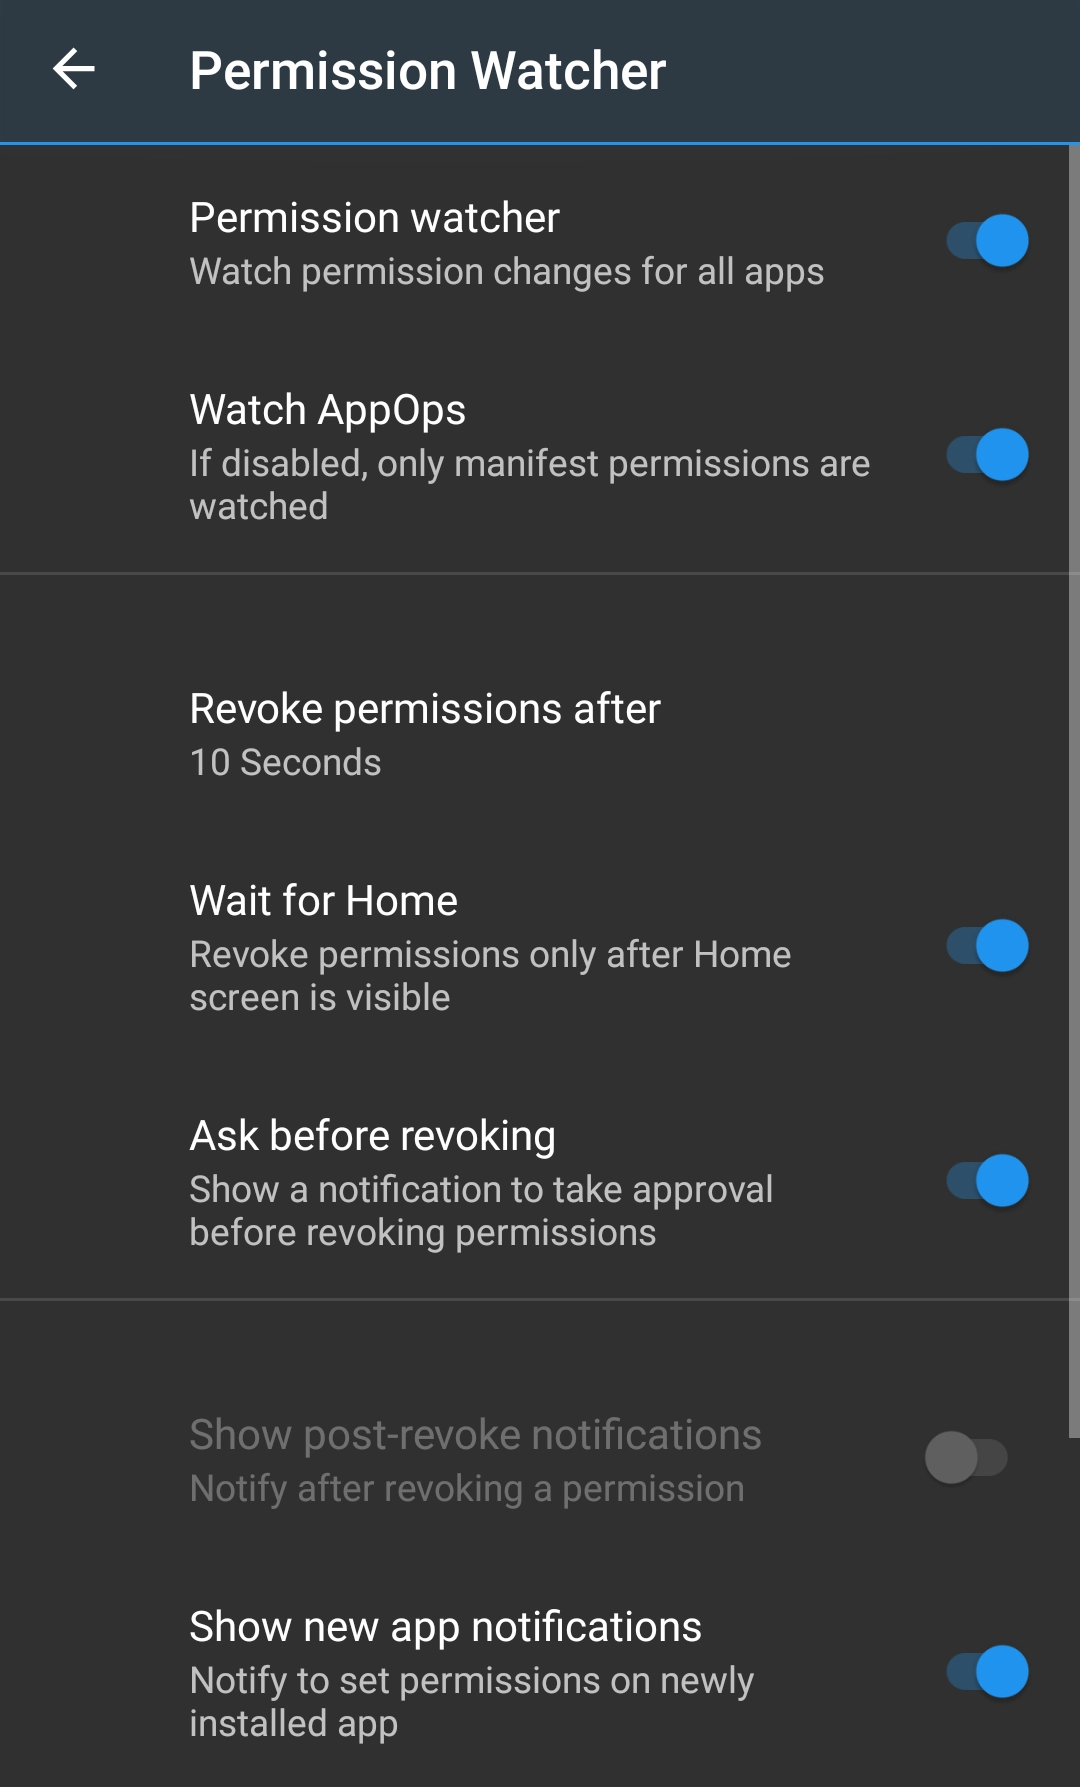 Permission Watcher
Permission watcher
Watch permission changes for all apps
Watch AppOps
If disabled, only manifest permissions are
watched
Revoke permissions after
10 Seconds
Wait for Home
Revoke permissions only after Home
screen is visible
Ask before revoking
Show a notification to take approval
before revoking permissions
Show post-revoke notifications
Notify after revoking a permission
Show new app notifications
Notify to set permissions on newly
installed app